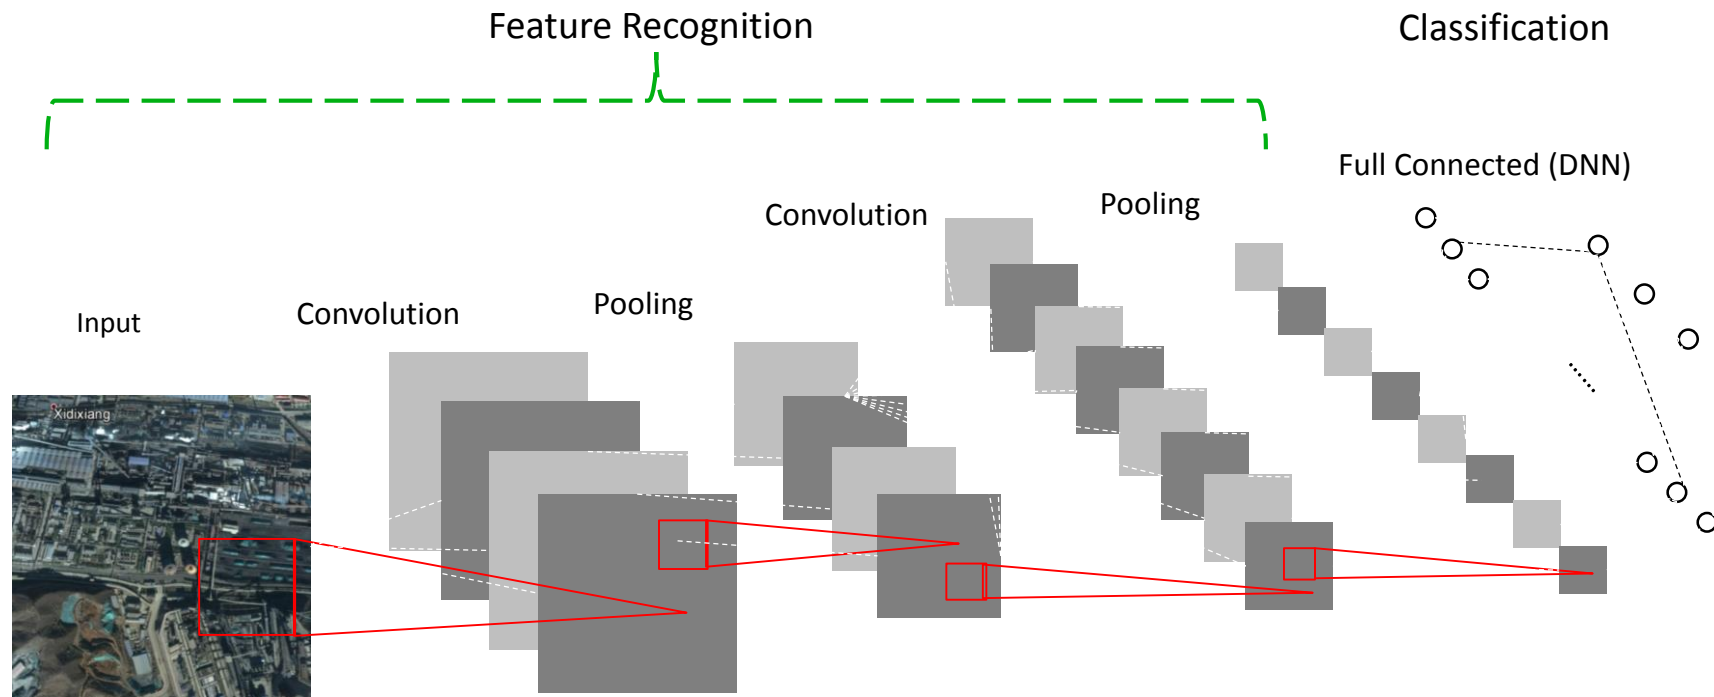 Feature Recognition
Classification
Full Connected (DNN)
Convolution
Pooling
Input
Convolution
Pooling
Xidixiang